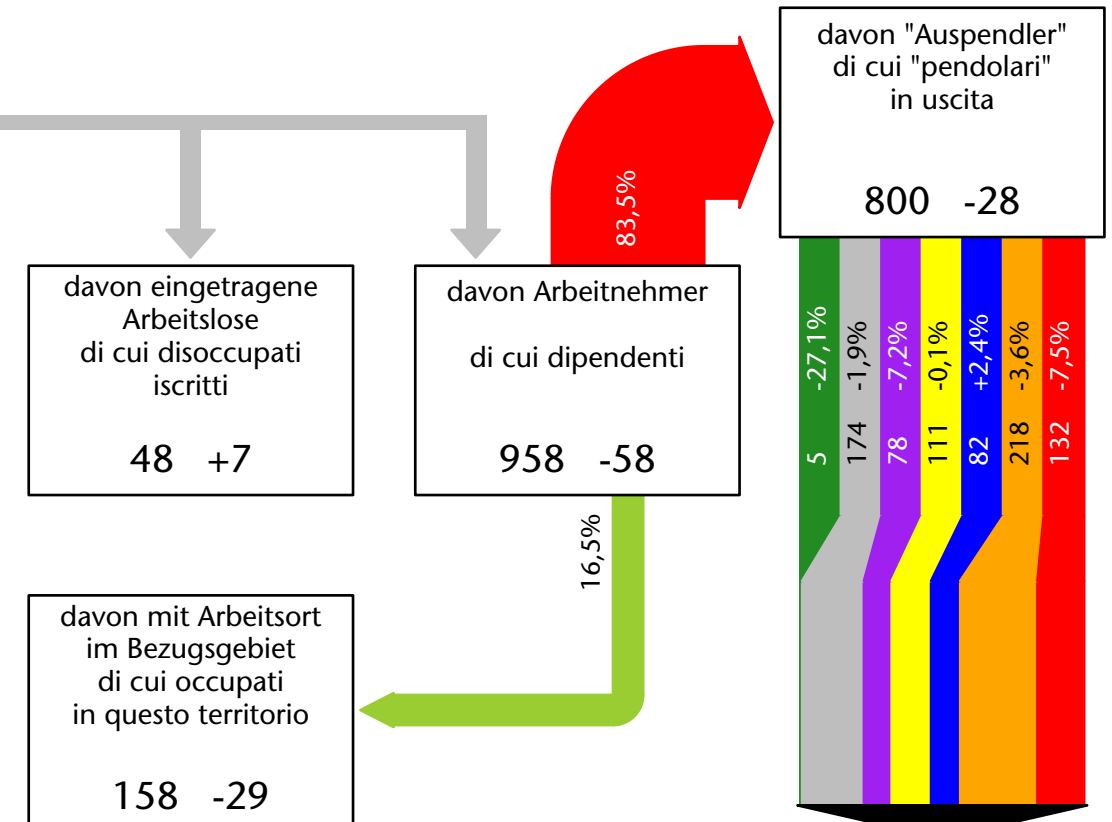 davon "Auspendler"
di cui "pendolari"
in uscita
800 -28
83,5%
davon eingetragene
Arbeitslose
di cui disoccupati
iscritti
48 +7
davon Arbeitnehmer
di cui dipendenti
958 -58
5 -27,1%
174 -1,9%
78 -7,2%
111 -0,1%
82 +2,4%
218 -3,6%
132 -7,5%
16,5%
davon mit Arbeitsort
im Bezugsgebiet
di cui occupati
in questo territorio
158 -29